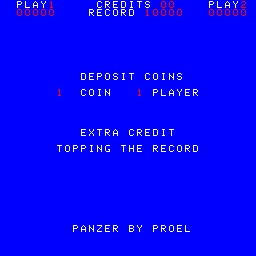 PLAY1 CREDITS 00 PLAY2
00000 RECORD 10000 00000
DEPOSIT COINS
1 COIN 1 PLAYER
EXTRA CREDIT
TOPPING THE RECORD
PANZER BY PROEL